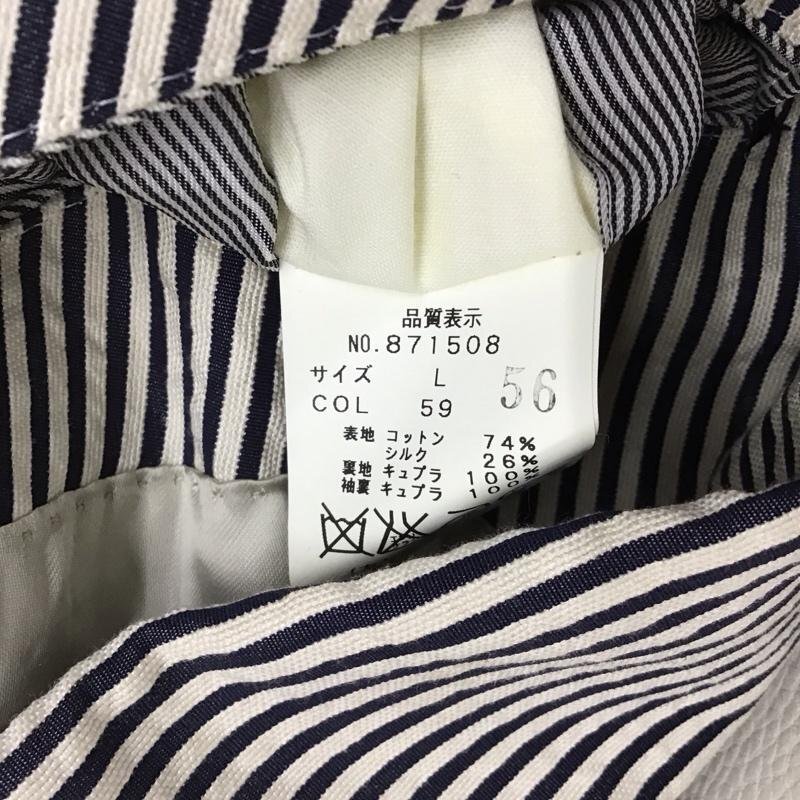 品質表示
NO.871508
サイズ L 56
COL 59
表地 コットン 74%
シルク 26%
裏地 キュプラ 100%
袖裏 キュプラ